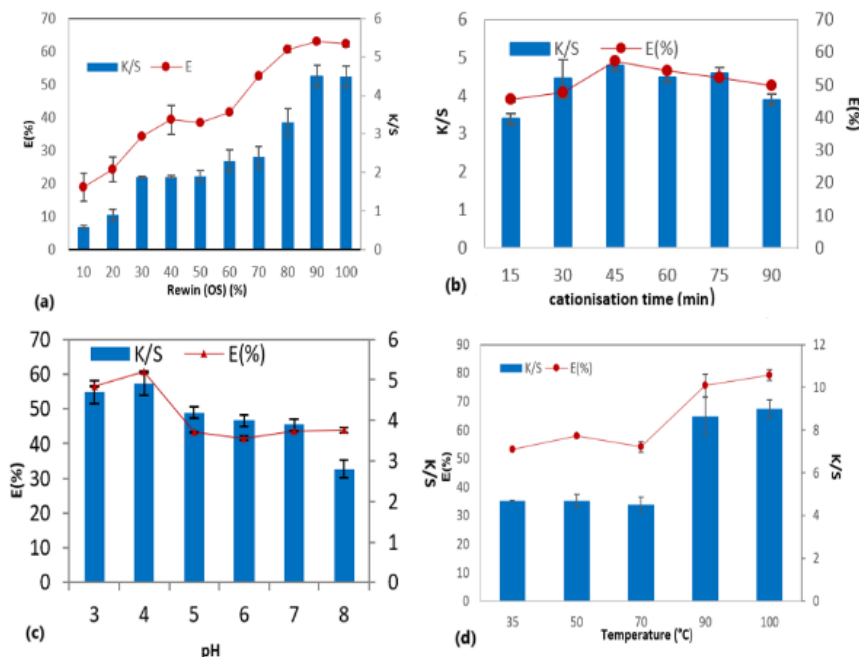 70 6
60 5
50 4
40 3
30 2
20 1
10 0
0
E(%)
K/S
K/S E
10 20 30 40 50 60 70 80 90 100
Rewin (OS) (%)
(a)
6 70
5 60
4 50
3 40
2 30
1 20
0 10
0
K/S
E(%)
K/S E(%)
15 30 45 60 75 90
cationisation time (min)
(b)
70 6
60 5
50 4
40 3
30 2
20 1
10 0
0
E(%)
K/S
K/S E(%)
3 4 5 6 7 8
pH
(c)
90 12
80 10
70 8
60 6
50 4
40 2
30 0
20
10
0
E(%)
K/S
K/S E(%)
35 50 70 90 100
Temperature (°C)
(d)